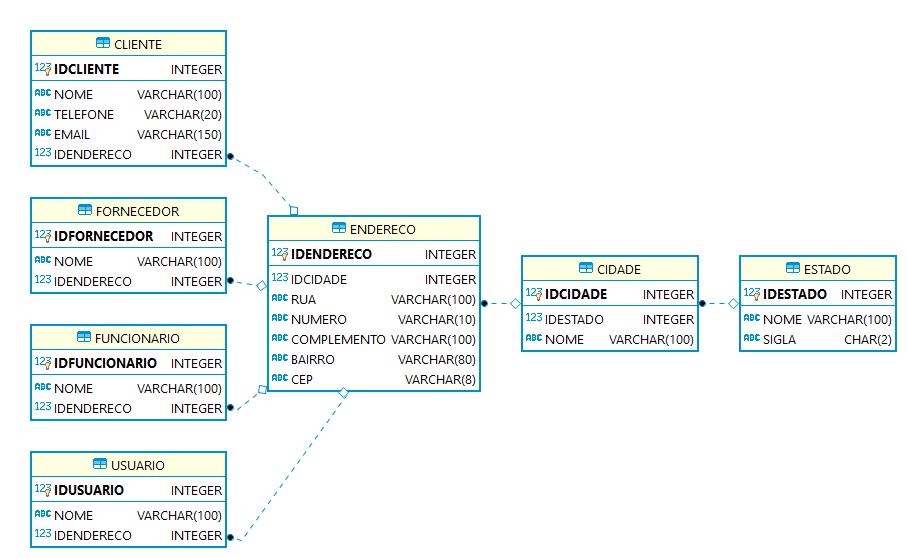 CLIENTE
123 IDCLIENTE INTEGER
ABC NOME VARCHAR(100)
ABC TELEFONE VARCHAR(20)
ABC EMAIL VARCHAR(150)
123 IDENDERECO INTEGER
FORNECEDOR
123 IDFORNECEDOR INTEGER
ABC NOME VARCHAR(100)
123 IDENDERECO INTEGER
FUNCIONARIO
123 IDFUNCIONARIO INTEGER
ABC NOME VARCHAR(100)
123 IDENDERECO INTEGER
USUARIO
123 IDUSUARIO INTEGER
ABC NOME VARCHAR(100)
123 IDENDERECO INTEGER
ENDERECO
123 IDENDERECO INTEGER
123 IDCIDADE INTEGER
ABC RUA VARCHAR(100)
ABC NUMERO VARCHAR(10)
ABC COMPLEMENTO VARCHAR(100)
ABC BAIRRO VARCHAR(80)
ABC CEP VARCHAR(8)
CIDADE
123 IDCIDADE INTEGER
123 IDESTADO INTEGER
ABC NOME VARCHAR(100)
ESTADO
123 IDESTADO INTEGER
ABC NOME VARCHAR(100)
ABC SIGLA CHAR(2)